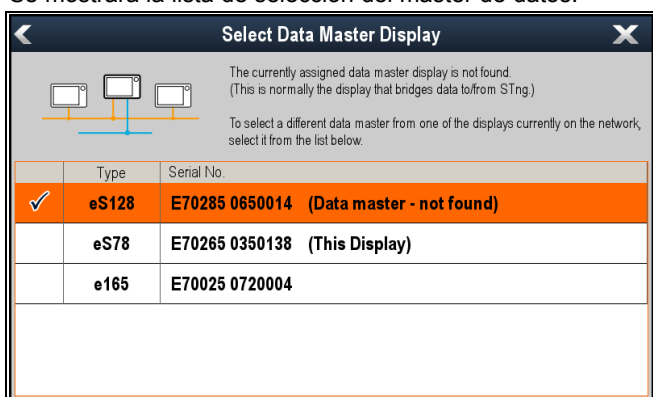 Se mostrará la lista de selección del máster de datos.
Select Data Master Display
The currently assigned data master display is not found.
(This is normally the display that bridges data to/from STng.)
To select a different data master from one of the displays currently on the network,
select it from the list below.
Type Serial No.
eS128 E70285 0650014 (Data master - not found)
eS78 E70265 0350138 (This Display)
e165 E70025 0720004